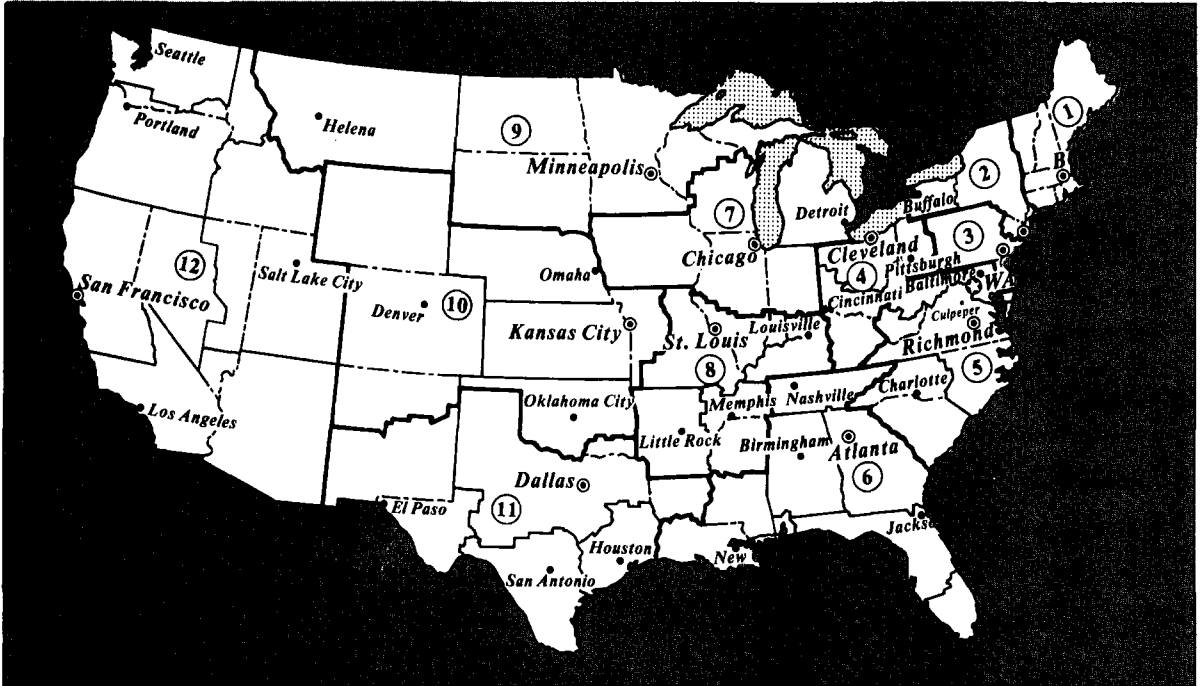 Seattle
Portland
Helena
9
Minneapolis
1
2
B
Buffalo
7
Detroit
3
Chicago
Cleveland
Pittsburgh
4
Baltimore
WA
Cincinnati
Culpeper
Richmond
12
San Francisco
Salt Lake City
Omaha
Denver
10
Kansas City
St. Louis
Louisville
8
5
Charlotte
Los Angeles
Oklahoma City
Memphis
Nashville
Little Rock
Birmingham
Atlanta
6
Dallas
El Paso
11
Houston
San Antonio
New
Jackso